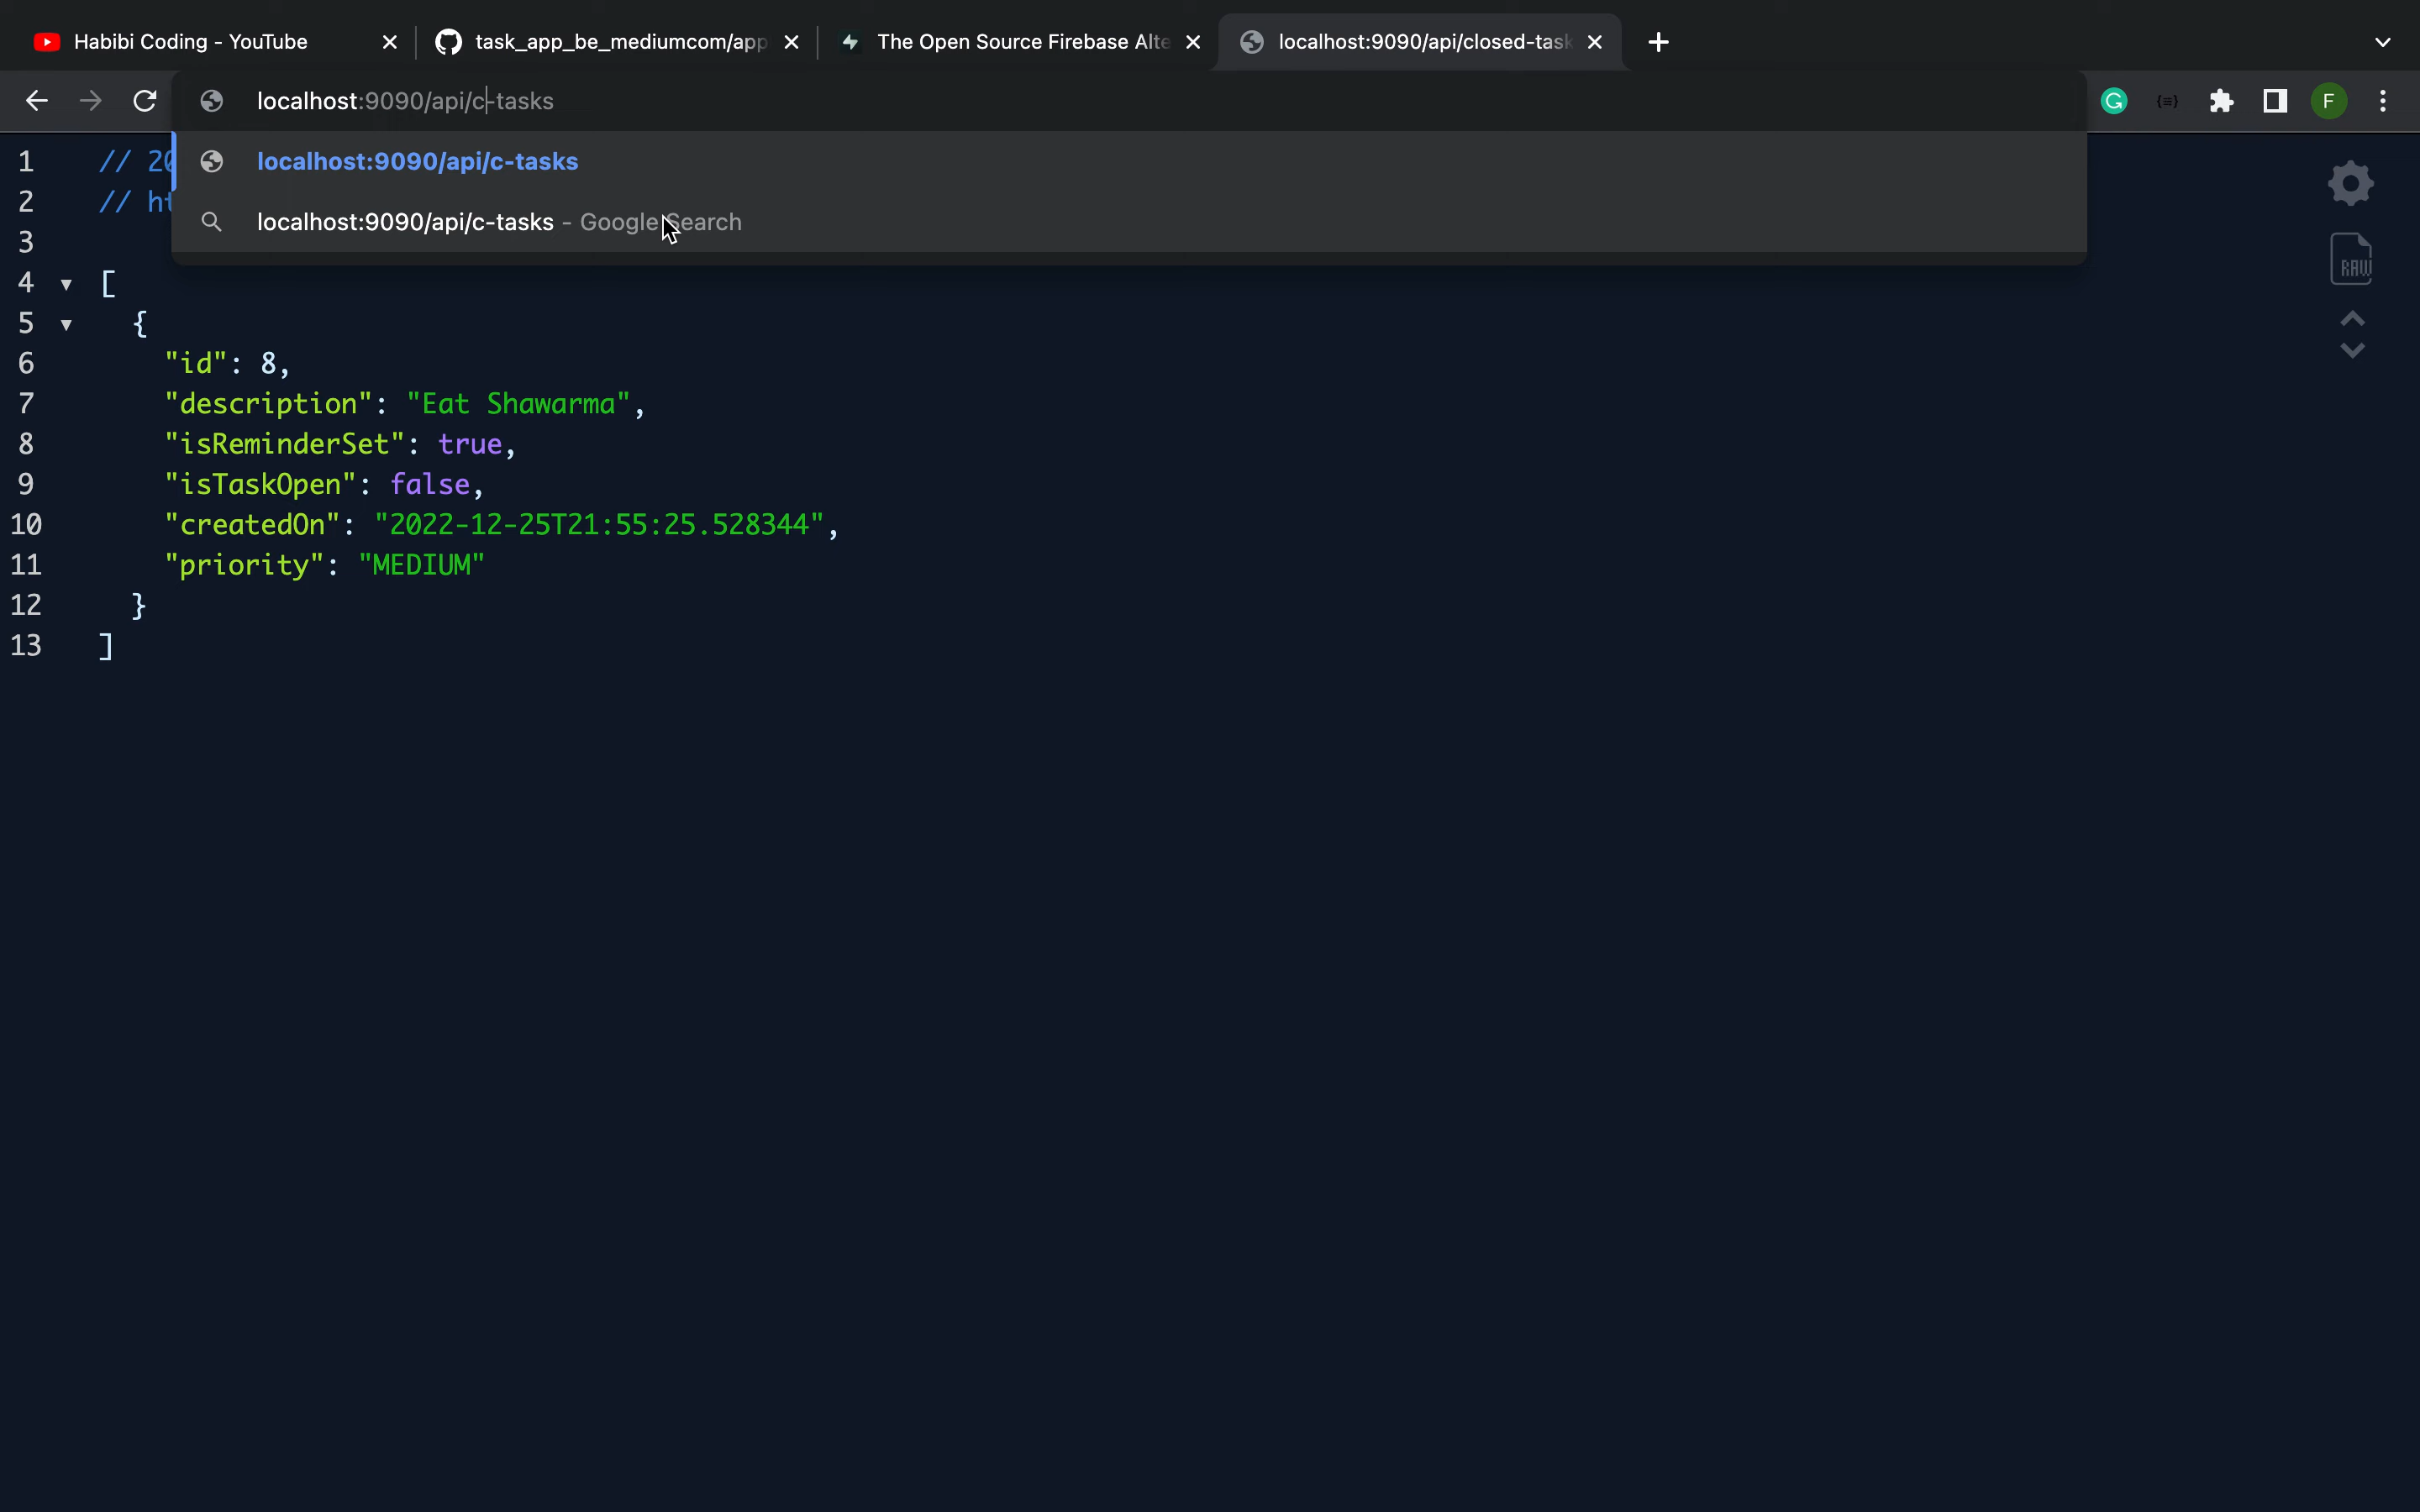 Habibi Coding - YouTube
task_app_be_mediumcom/app
The Open Source Firebase Alte
localhost:9090/api/closed-task
localhost:9090/api/c-tasks
F
localhost:9090/api/c-tasks
localhost:9090/api/c-tasks - Google Search
1 // 20
2 // ht
3
4 [
5 {
6 "id": 8,
7 "description": "Eat Shawarma",
8 "isReminderSet": true,
9 "isTaskOpen": false,
10 "createdOn": "2022-12-25T21:55:25.528344",
11 "priority": "MEDIUM"
12 }
13 ]
RAW